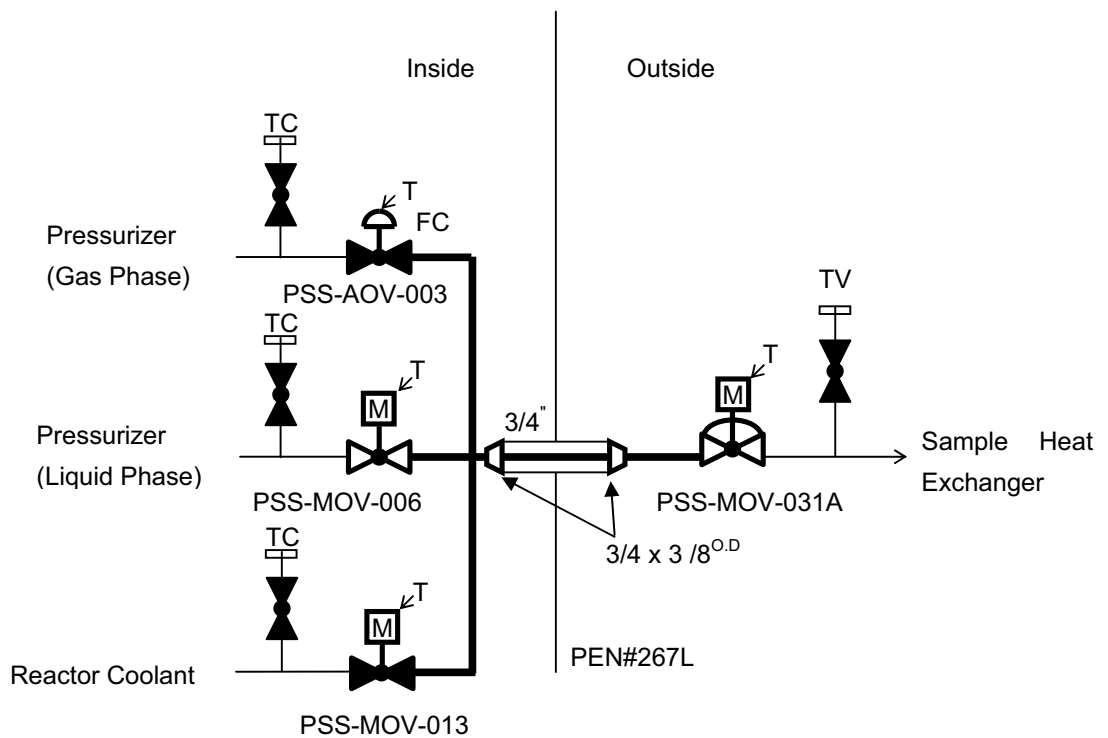 Inside
Outside
TC
T
FC
Pressurizer
(Gas Phase)
PSS-AOV-003
TV
TC
T
T
M
M
3/4"
Pressurizer
(Liquid Phase)
Sample Heat
Exchanger
PSS-MOV-006
PSS-MOV-031A
TC
3/4 x 3 /8O.D
T
M
Reactor Coolant
PEN#267L
PSS-MOV-013